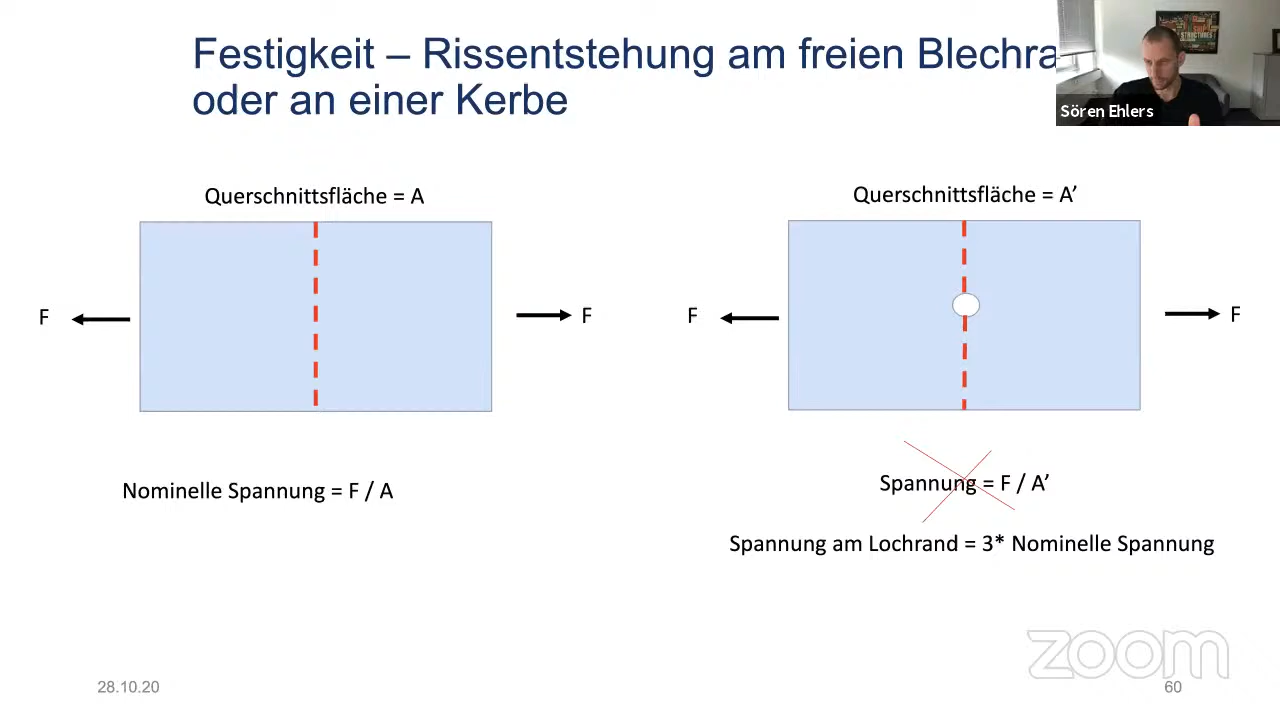 Festigkeit – Rissentstehung am freien Blechra
oder an einer Kerbe
Sören Ehlers
Querschnittsfläche = A
Querschnittsfläche = A’
F
F
F
F
Nominelle Spannung = F / A
Spannung = F / A’
Spannung am Lochrand = 3* Nominelle Spannung
zoom
28.10.20
60